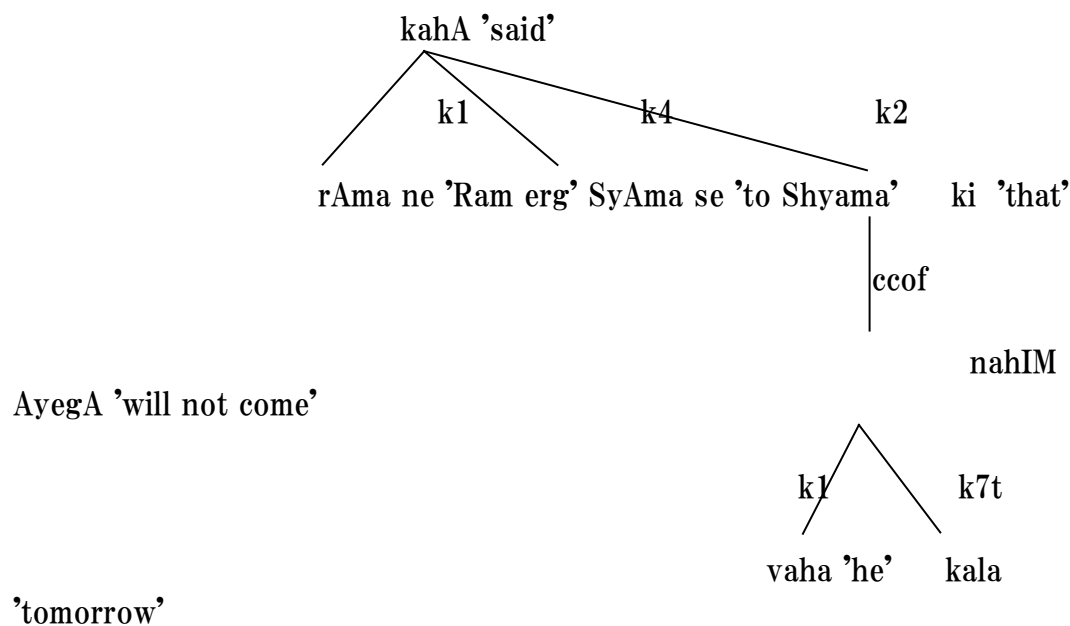 kahA 'said'
k1 k4 k2
rAma ne 'Ram erg' SyAma se 'to Shyama' ki 'that'
ccof
nahIM
AyegA 'will not come'
k1 k7t
vaha 'he' kala
'tomorrow'